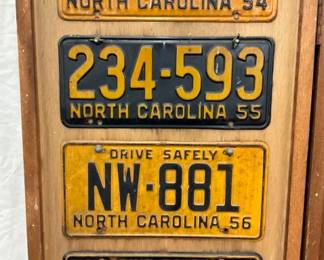 NORTH CAROLINA 54
234-593
NORTH CAROLINA 55
DRIVE SAFELY
NW-881
NORTH CAROLINA 56